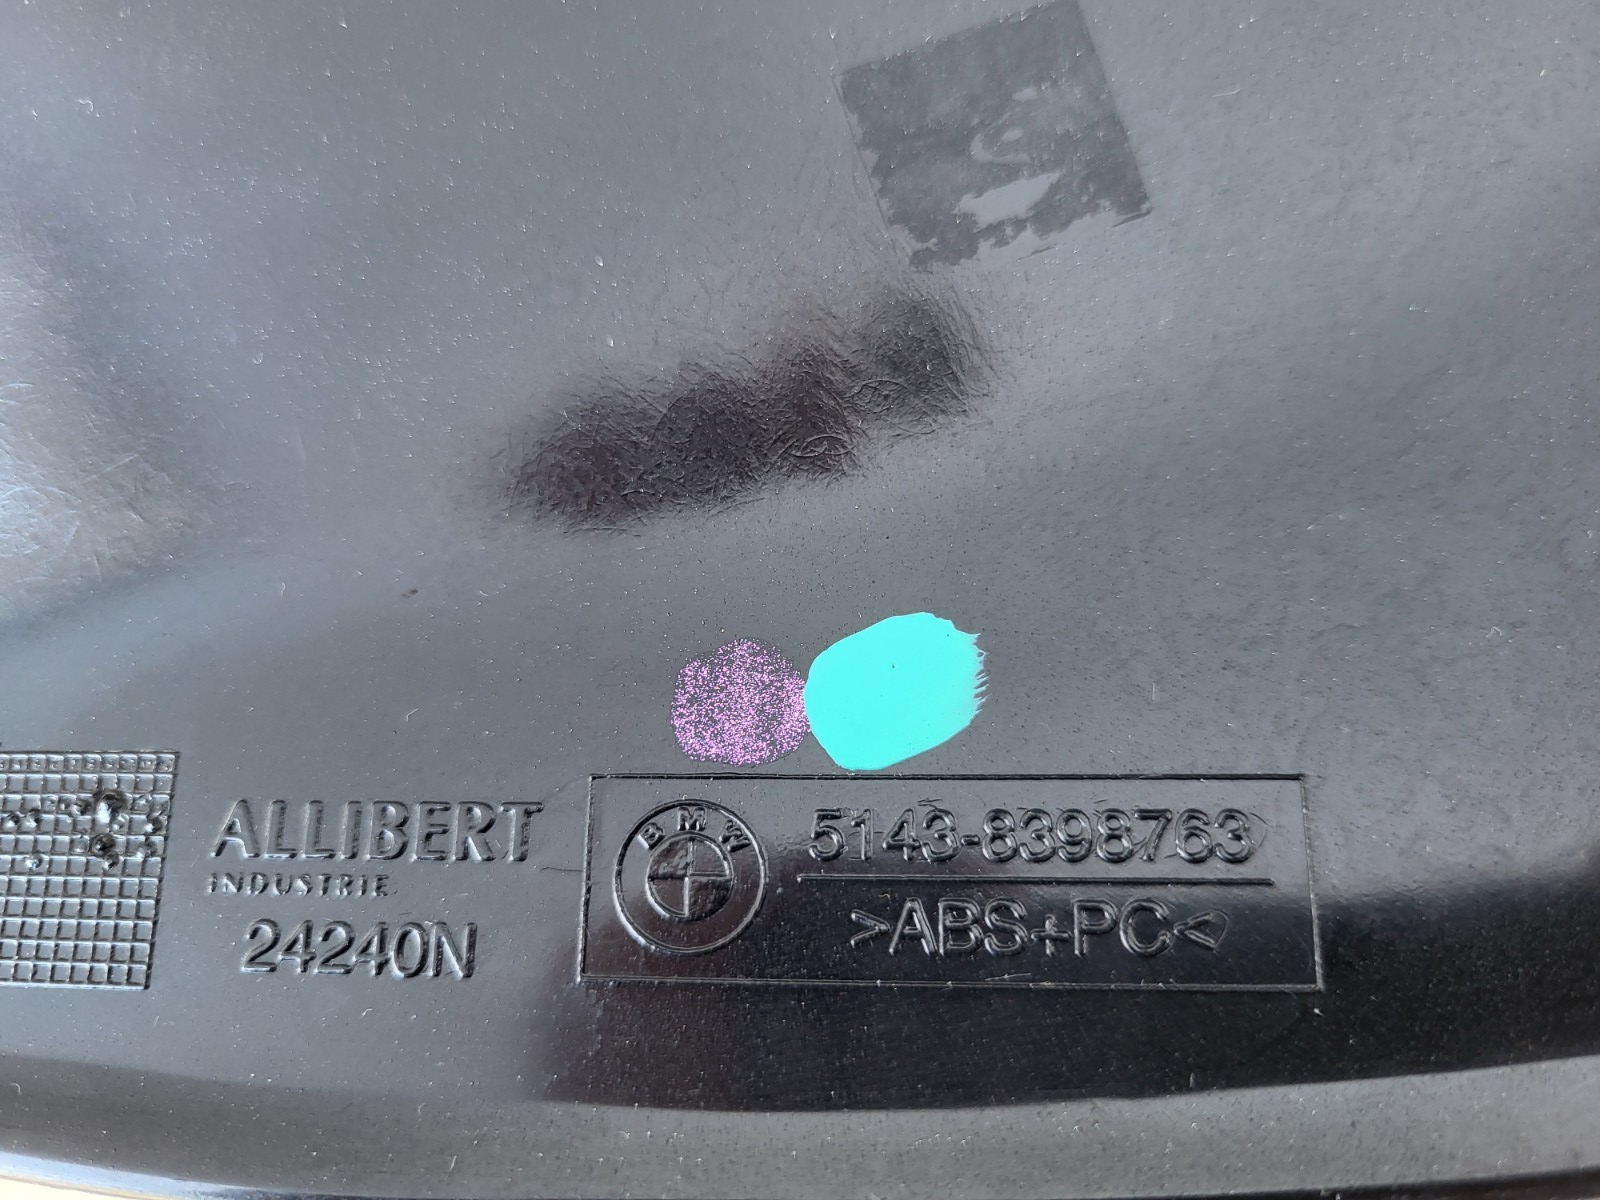 ALLIBERT
INDUSTRIE
24240N
BMW
5143-8398763
>ABS+PC<